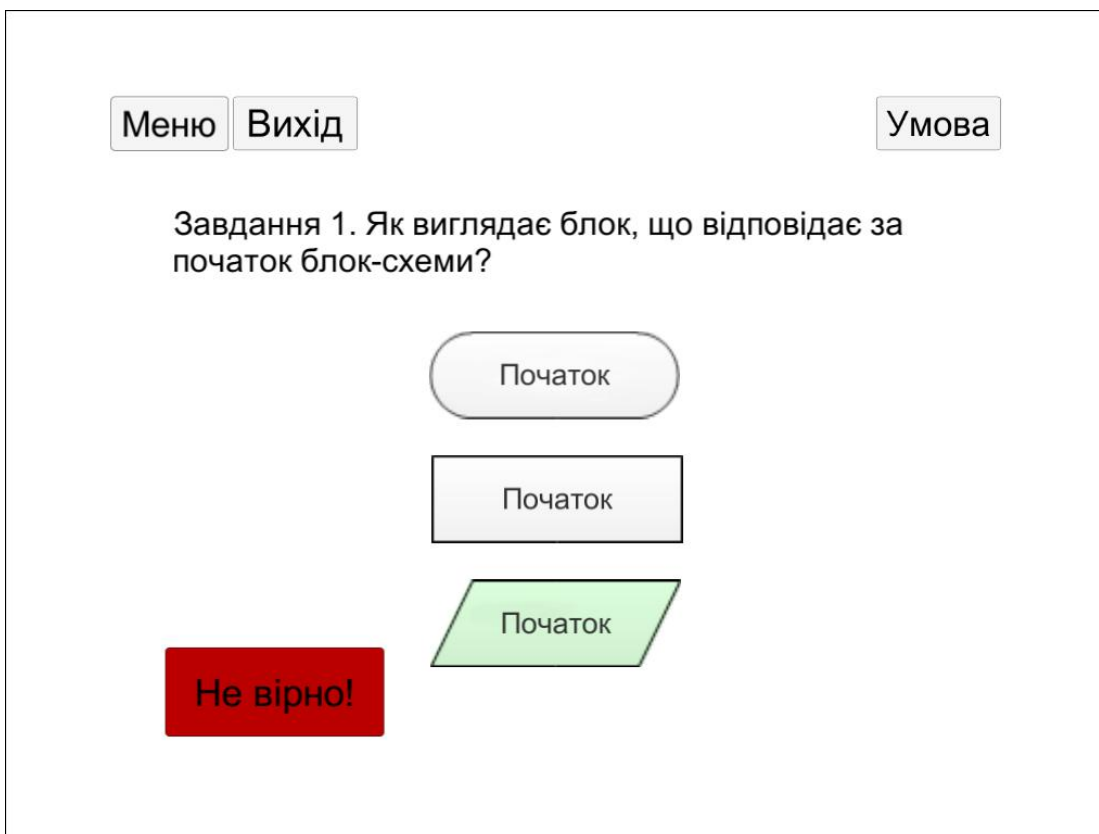 Меню Вихід Умова
Завдання 1. Як виглядає блок, що відповідає за
початок блок-схеми?
Початок
Початок
Початок
Не вірно!